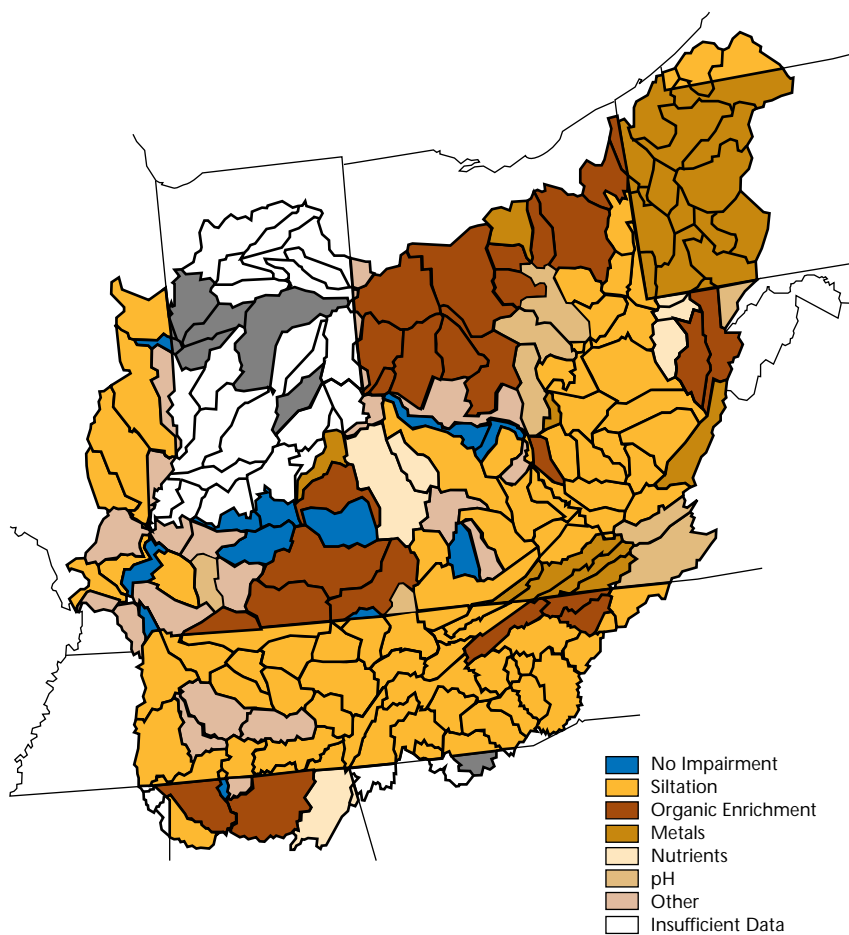 No Impairment
Siltation
Organic Enrichment
Metals
Nutrients
pH
Other
Insufficient Data